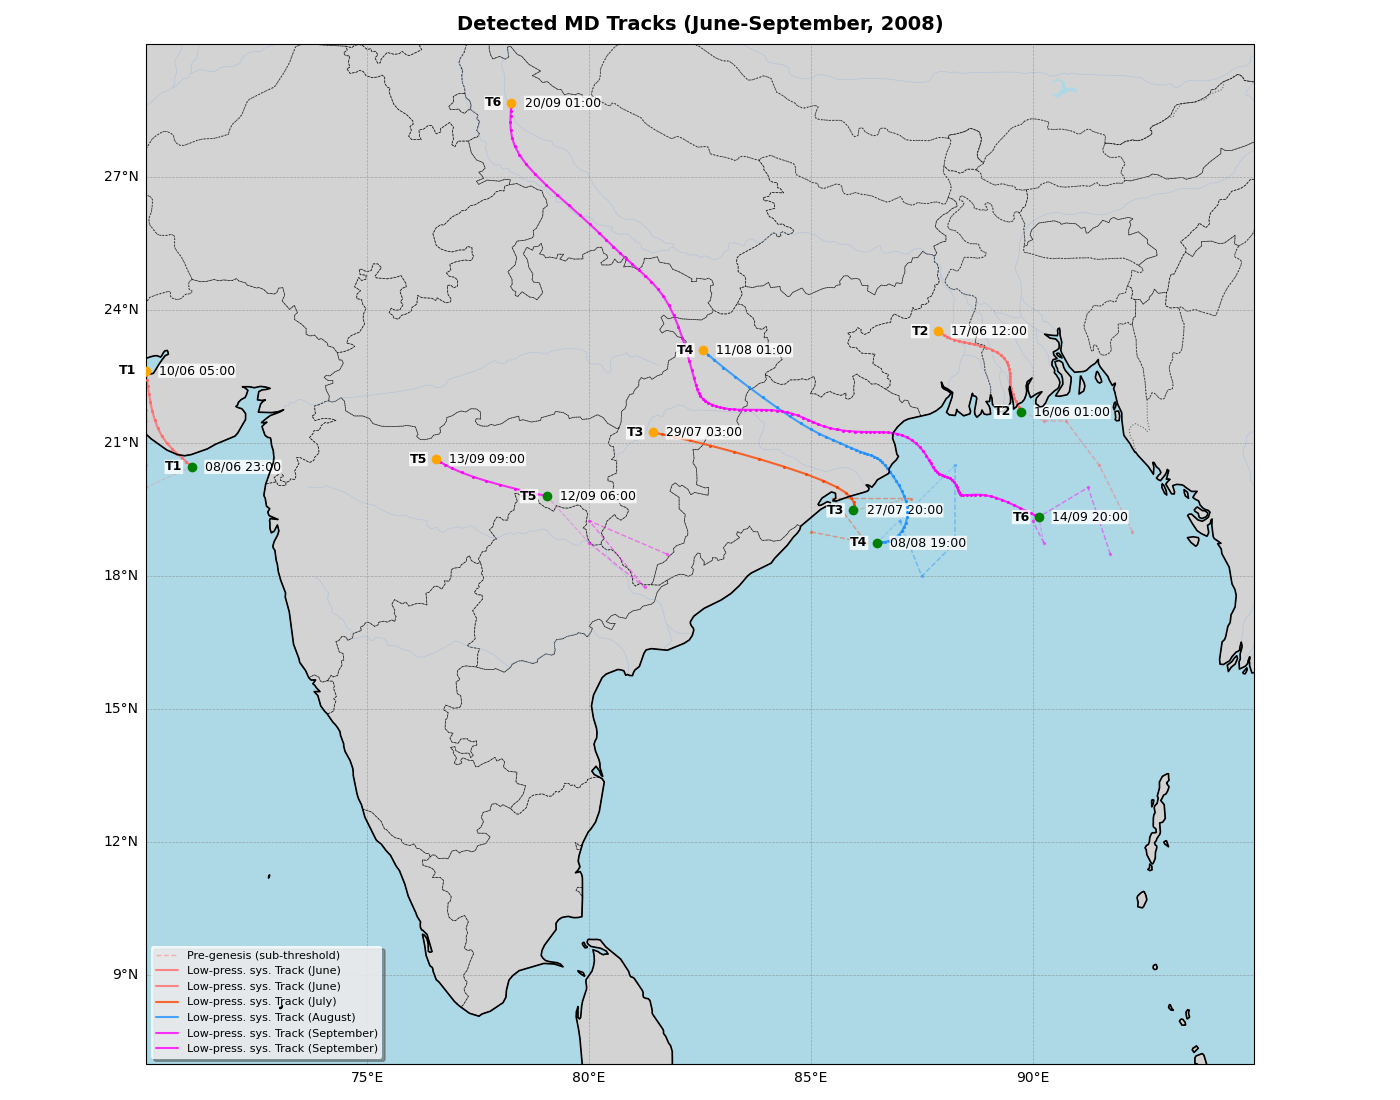 Detected MD Tracks (June-September, 2008)
T6 20/09 01:00
27°N
24°N
T2 17/06 12:00
T4 11/08 01:00
T1 10/06 05:00
T2 16/06 01:00
T3 29/07 03:00
21°N
T5 13/09 09:00
T1 08/06 23:00
T5 12/09 06:00
T3 27/07 20:00
T6 14/09 20:00
T4 08/08 19:00
18°N
15°N
12°N
9°N
Pre-genesis (sub-threshold)
Low-press. sys. Track (June)
Low-press. sys. Track (June)
Low-press. sys. Track (July)
Low-press. sys. Track (August)
Low-press. sys. Track (September)
Low-press. sys. Track (September)
75°E 80°E 85°E 90°E